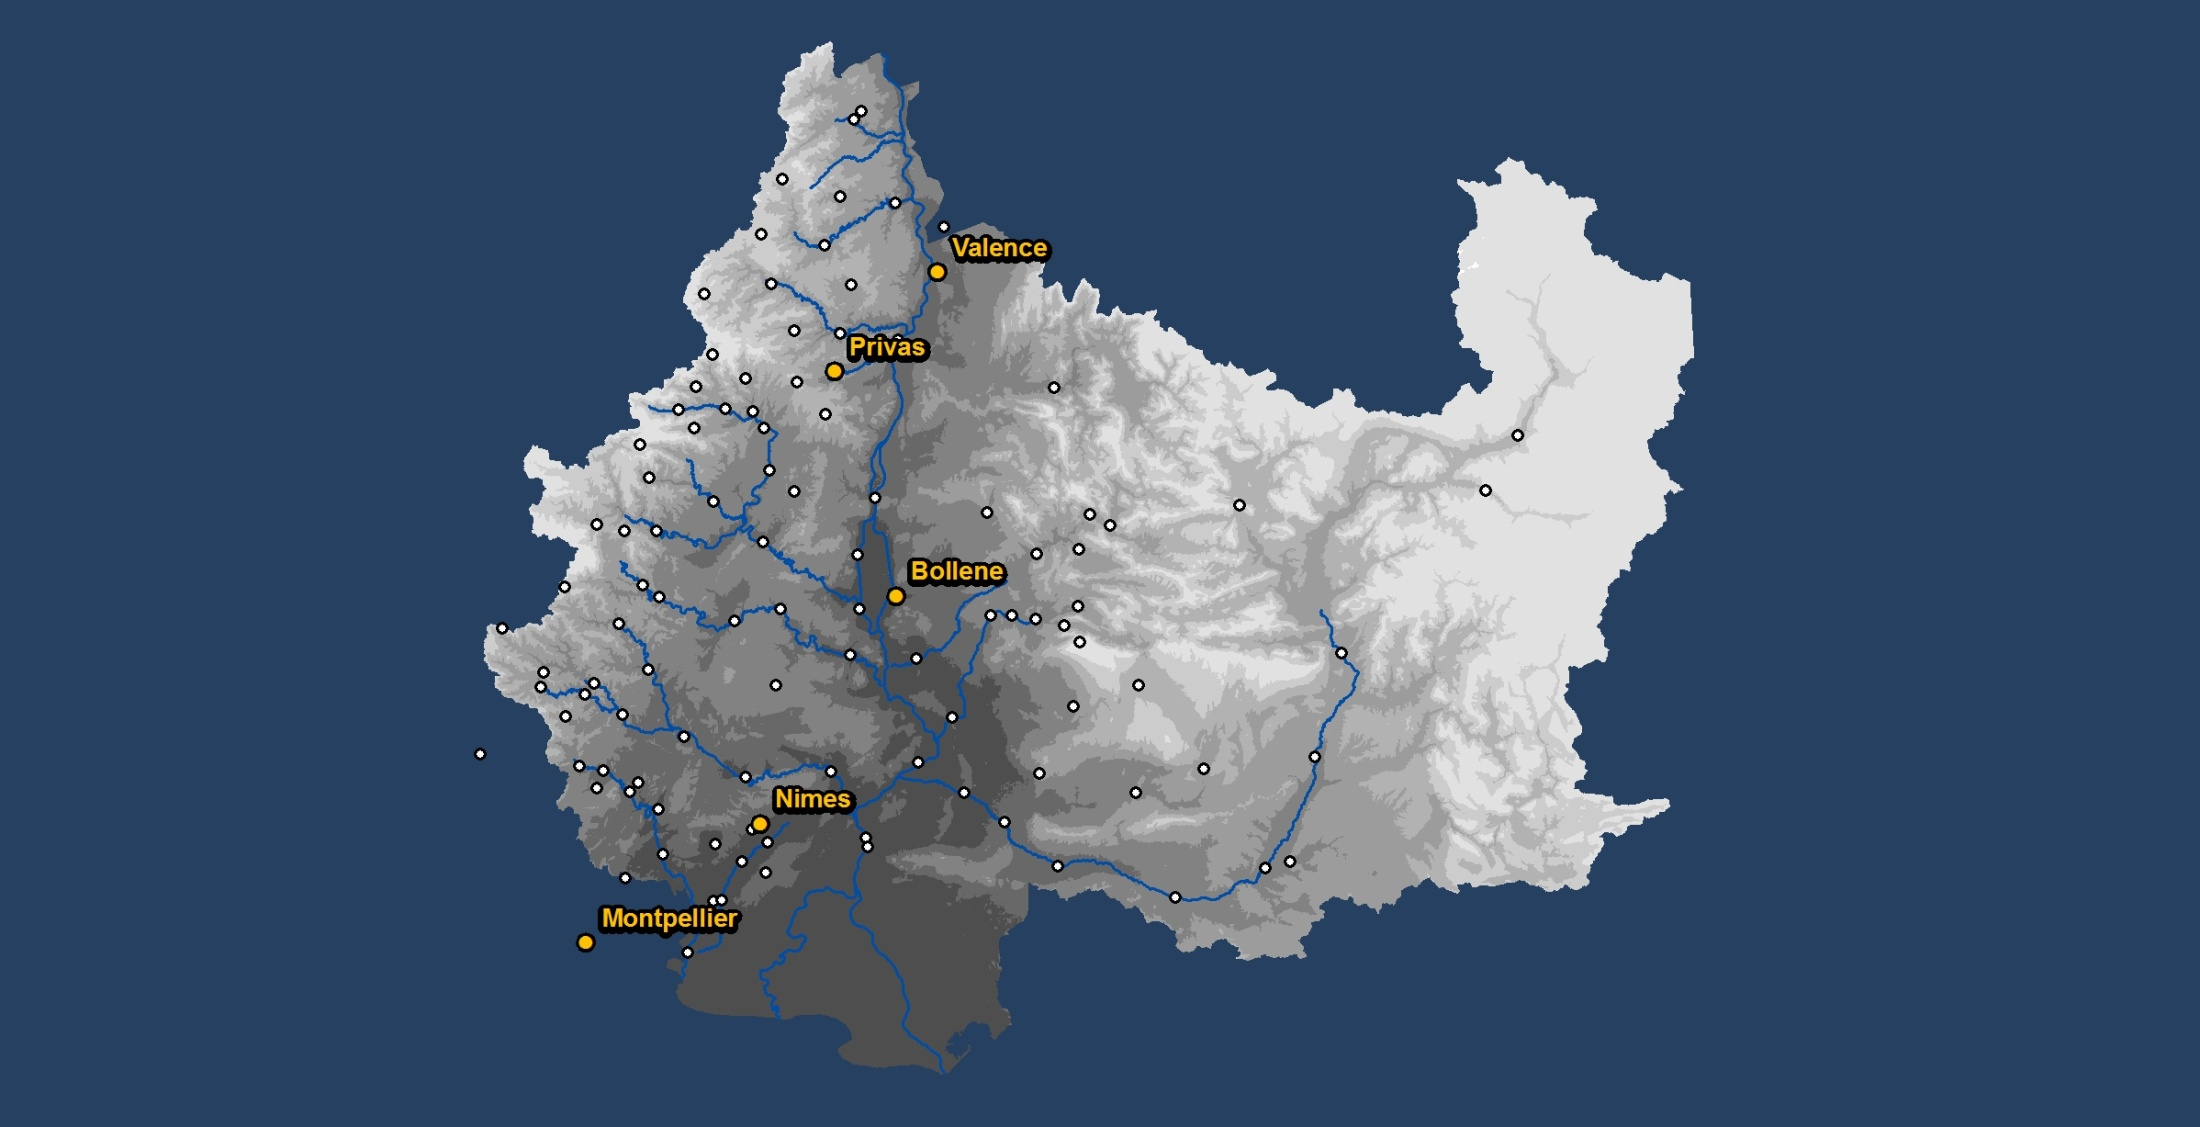 Valence
Privas
Bollene
Nimes
Montpellier